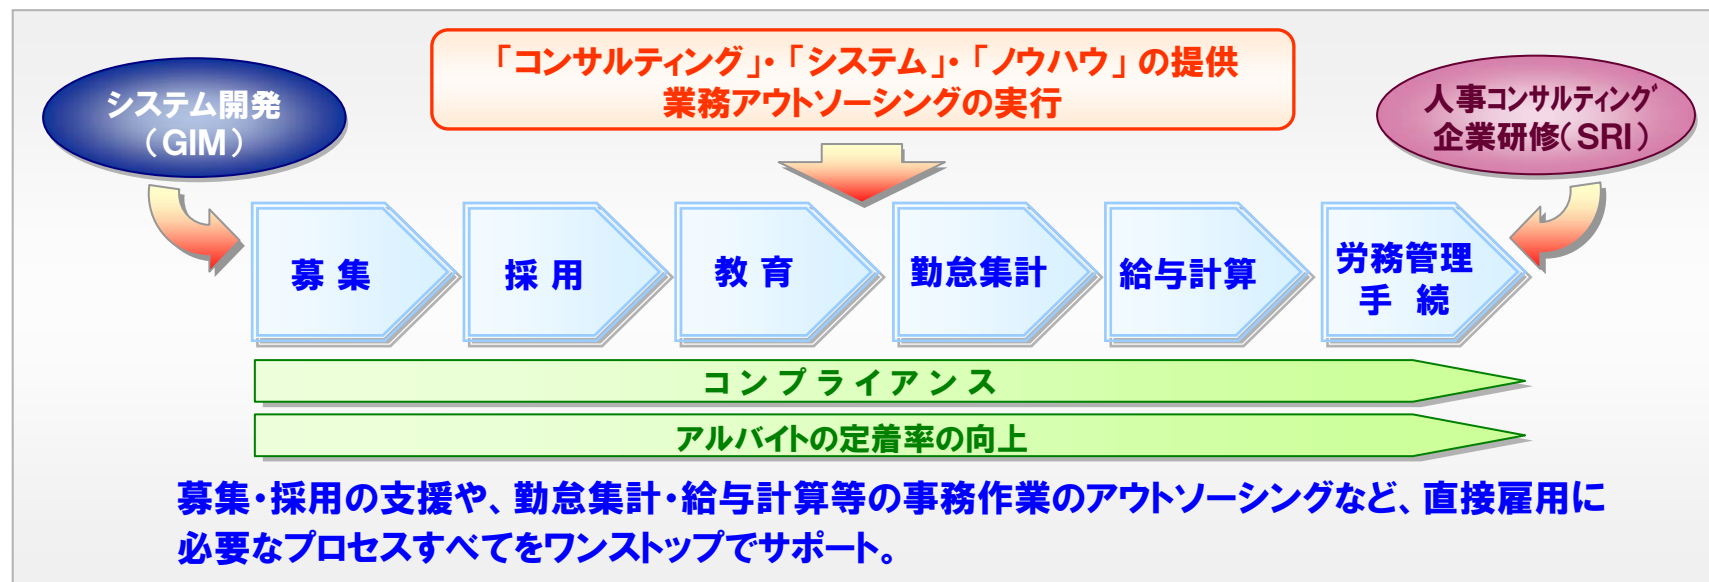 「コンサルティング」・「システム」・「ノウハウ」の提供
業務アウトソーシングの実行
システム開発
（GIM）
人事コンサルティング
企業研修（SRI）
募 集
採 用
教 育
勤怠集計
給与計算
労務管理
手 続
コンプライアンス
アルバイトの定着率の向上
募集・採用の支援や、勤怠集計・給与計算等の事務作業のアウトソーシングなど、直接雇用に
必要なプロセスすべてをワンストップでサポート。